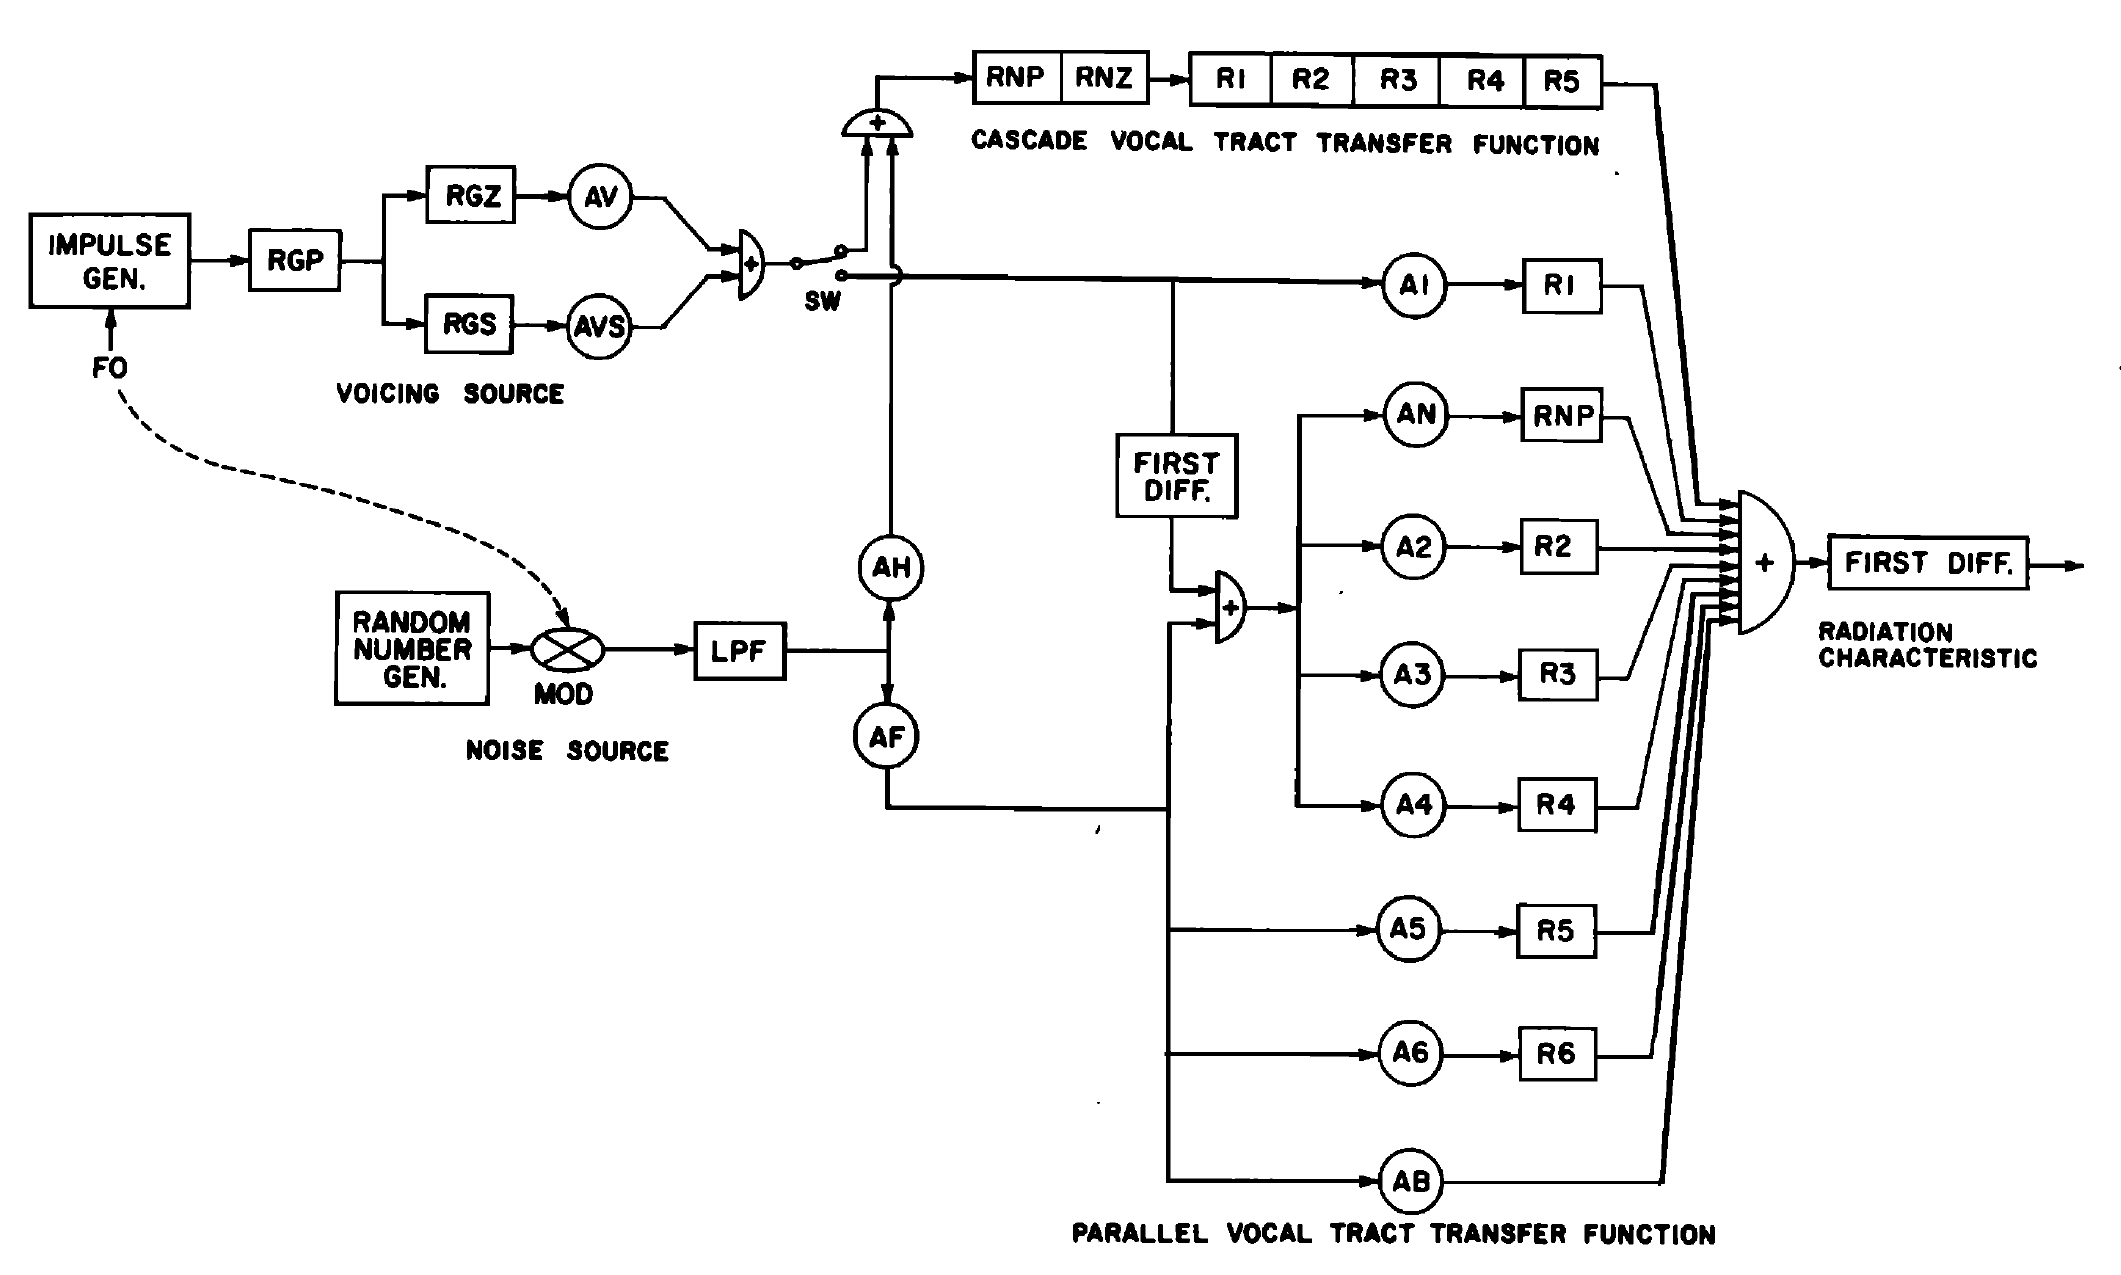 RNP RNZ R1 R2 R3 R4 R5
+
CASCADE VOCAL TRACT TRANSFER FUNCTION
IMPULSE
GEN.
RGP
RGZ
AV
RGS
AVS
+
SW
FO
VOICING SOURCE
A1
R1
AN
RNP
FIRST
DIFF.
A2
R2
+
A3
R3
A4
R4
A5
R5
A6
R6
AB
PARALLEL VOCAL TRACT TRANSFER FUNCTION
AH
RANDOM
NUMBER
GEN.
MOD
LPF
AF
NOISE SOURCE
+
FIRST DIFF.
RADIATION
CHARACTERISTIC